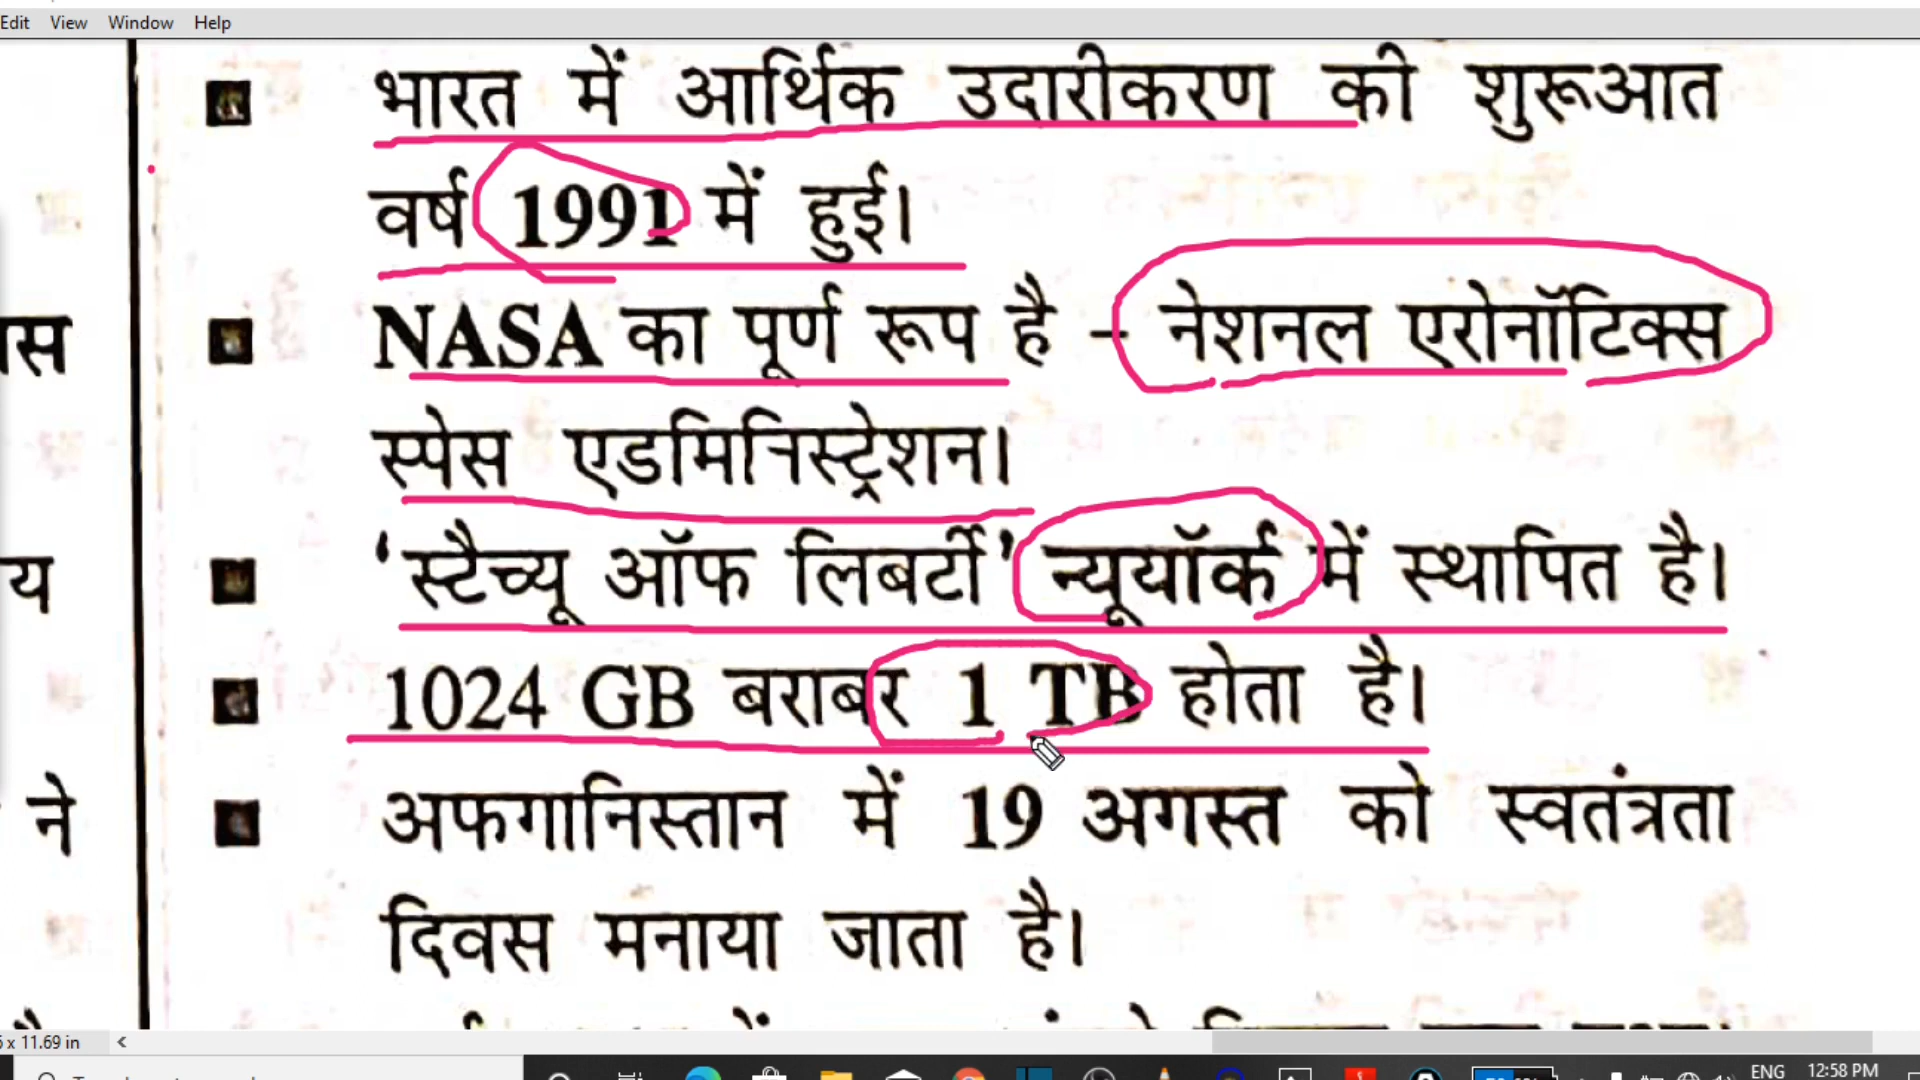 Edit View Window Help
भारत में आर्थिक उदारीकरण की शुरूआत
वर्ष 1991 में हुई।
NASA का पूर्ण रूप है - नेशनल एरोनॉटिक्स
स्पेस एडमिनिस्ट्रेशन।
'स्टैच्यू ऑफ लिबर्टी' न्यूयॉर्क में स्थापित है।
1024 GB बराबर 1 TB होता है।
अफगानिस्तान में 19 अगस्त को स्वतंत्रता
दिवस मनाया जाता है।
य
ने
x 11.69 in
ENG 12:58 PM